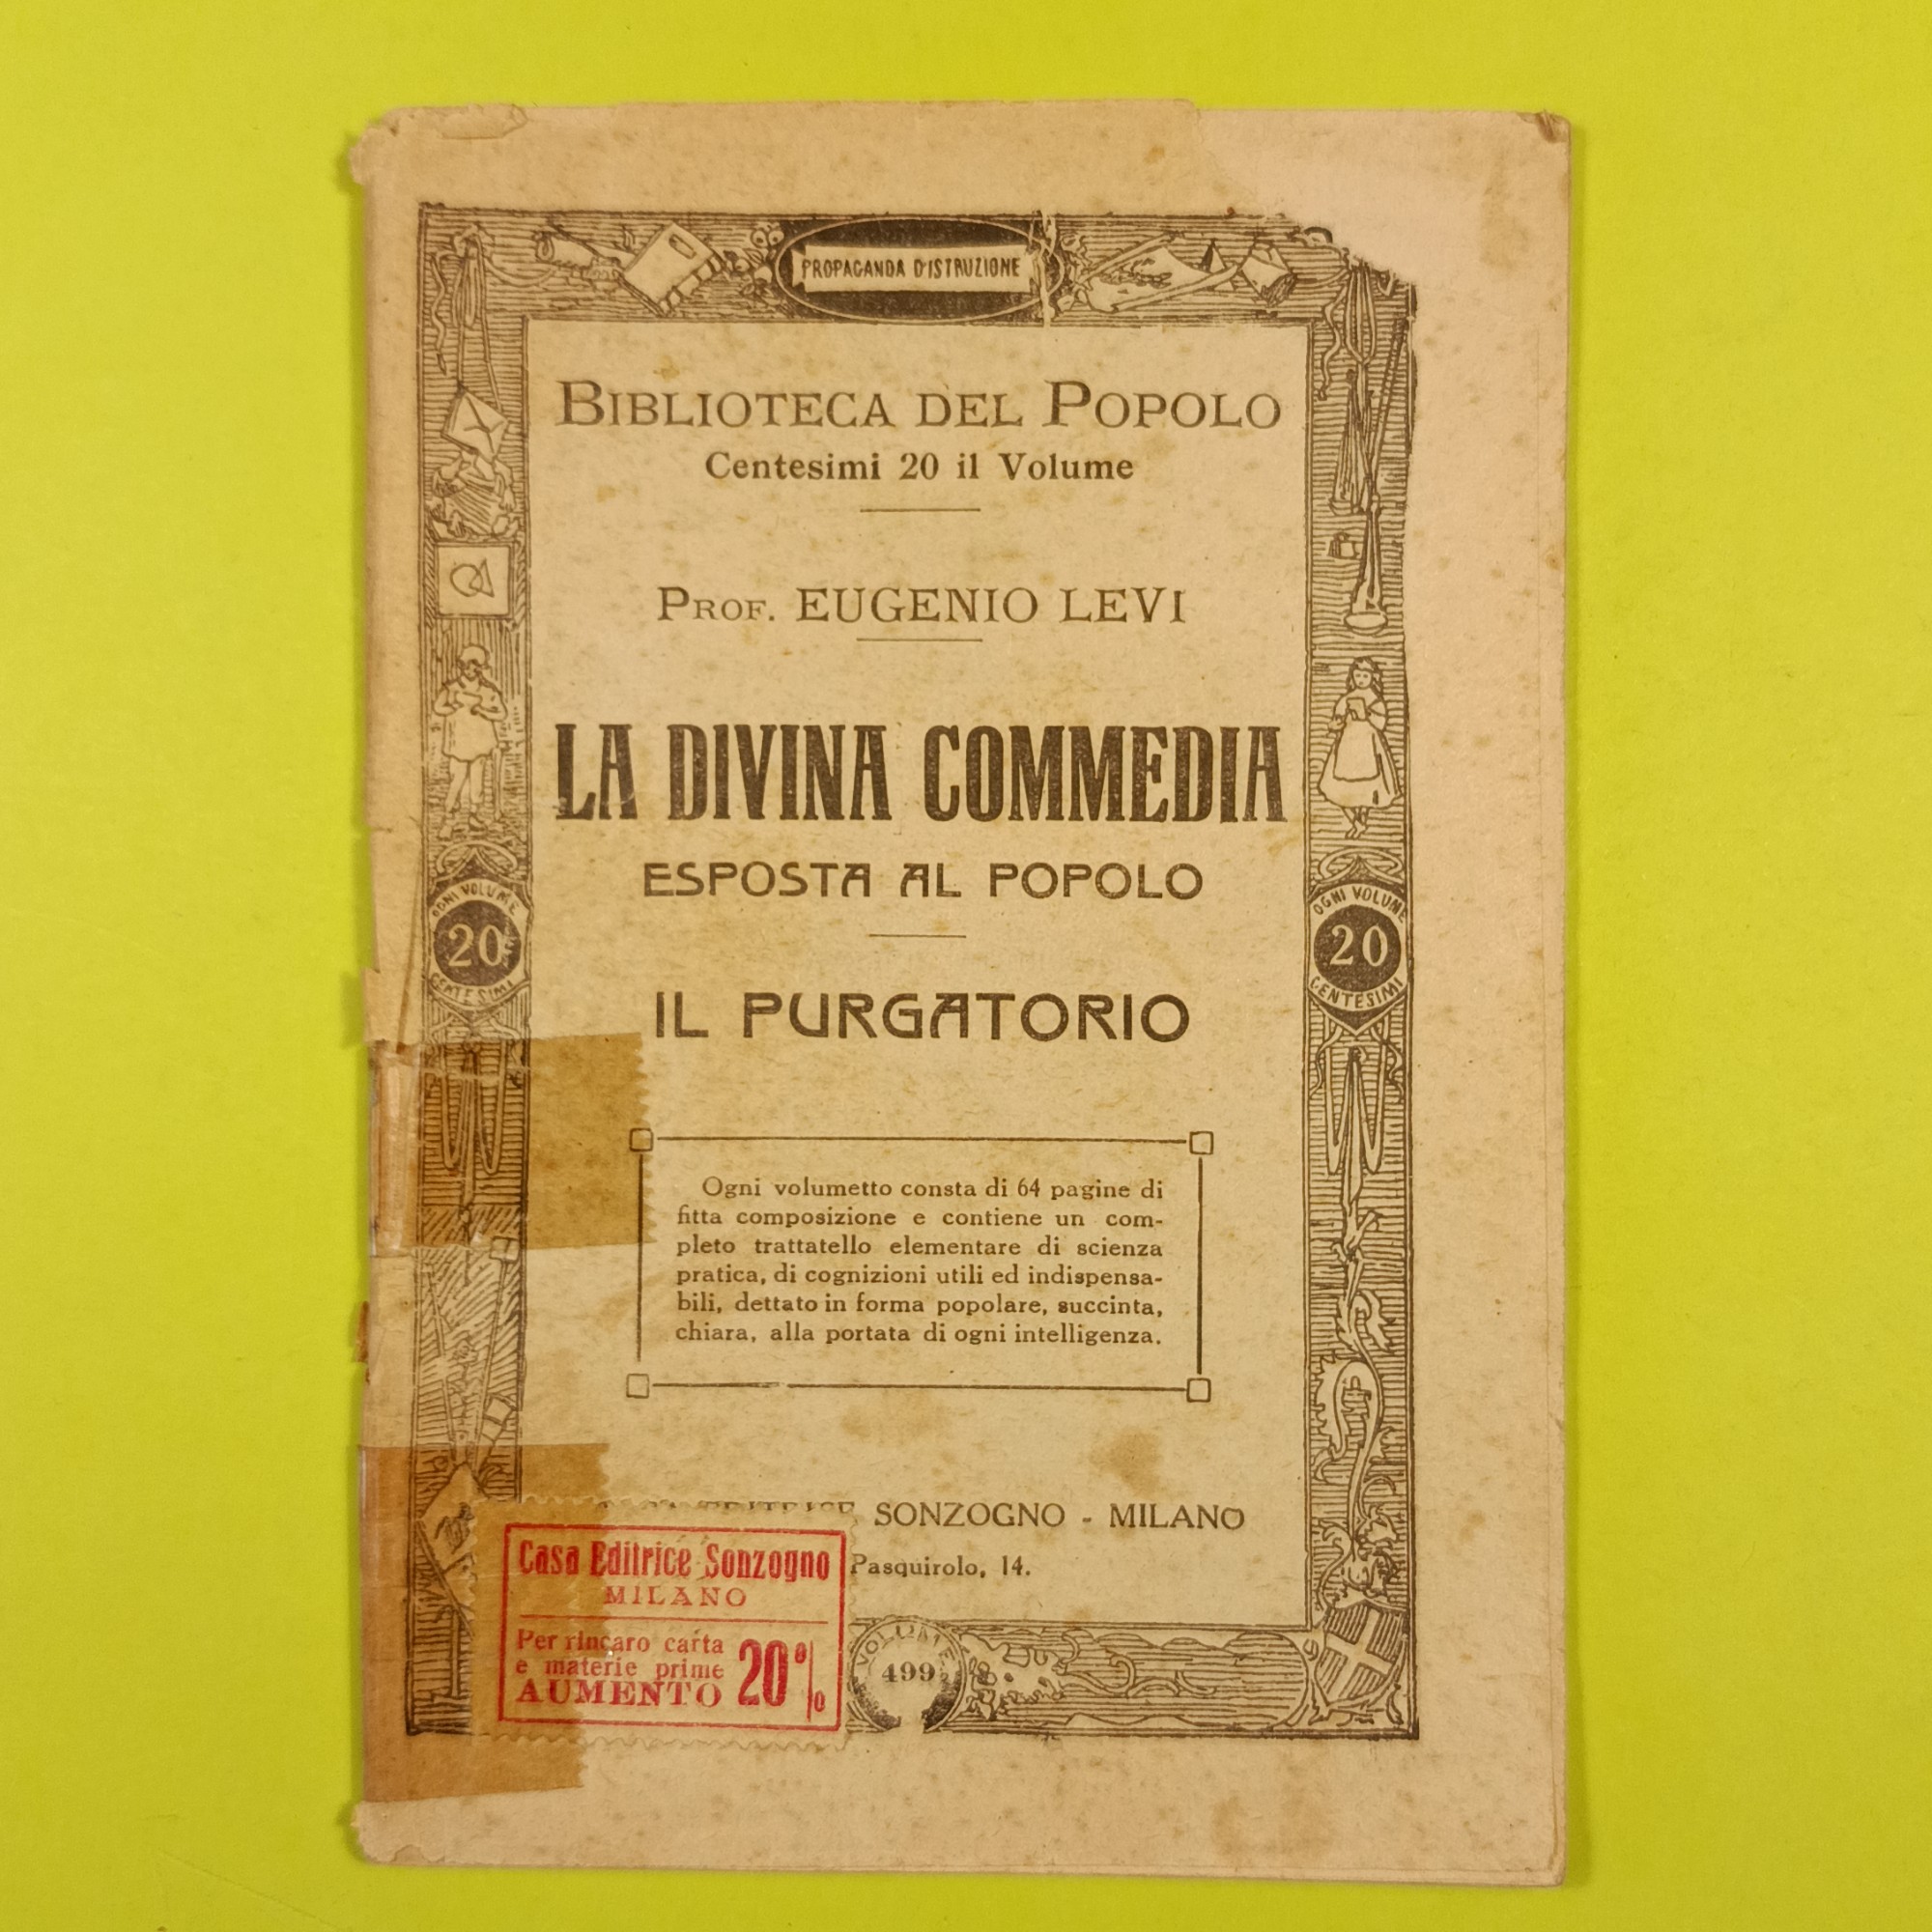 PROPAGANDA D'ISTRUZIONE
BIBLIOTECA DEL POPOLO
Centesimi 20 il Volume
PROF. EUGENIO LEVI
LA DIVINA COMMEDIA
ESPOSTA AL POPOLO
IL PURGATORIO
OGNI VOLUME
20
CENTESIMI
OGNI VOLUME
20
CENTESIMI
Ogni volumetto consta di 64 pagine di
fitta composizione e contiene un com-
pleto trattatello elementare di scienza
pratica, di cognizioni utili ed indispensa-
bili, dettato in forma popolare, succinta,
chiara, alla portata di ogni intelligenza.
SONZOGNO - MILANO
Pasquirolo, 14.
Casa Editrice Sonzogno
MILANO
Per rincaro carta
e materie prime
AUMENTO 20%
VOLUME
499